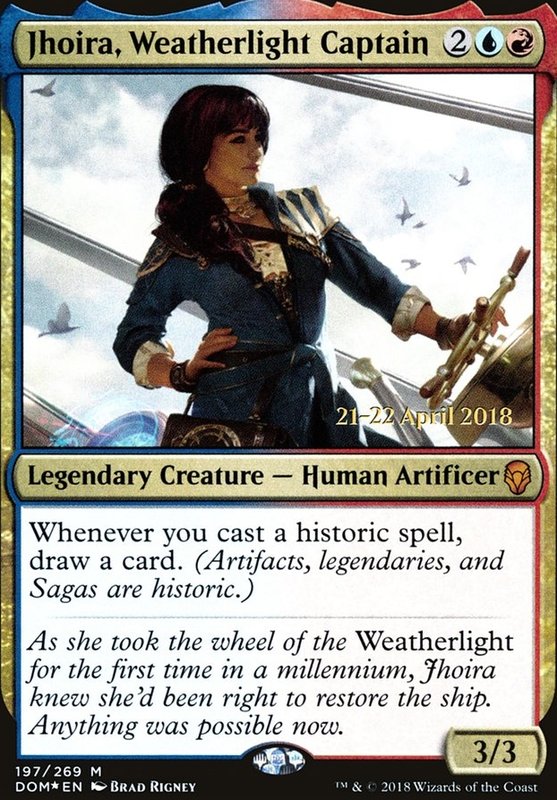 Jhoira, Weatherlight Captain 2
21-22 April 2018
Legendary Creature — Human Artificer
Whenever you cast a historic spell,
draw a card. (Artifacts, legendaries, and
Sagas are historic.)
As she took the wheel of the Weatherlight
for the first time in a millennium, Jhoira
knew she'd been right to restore the ship.
Anything was possible now.
3/3
197/269 M
DOM★EN Brad Rigney
™ & © 2018 Wizards of the Coast